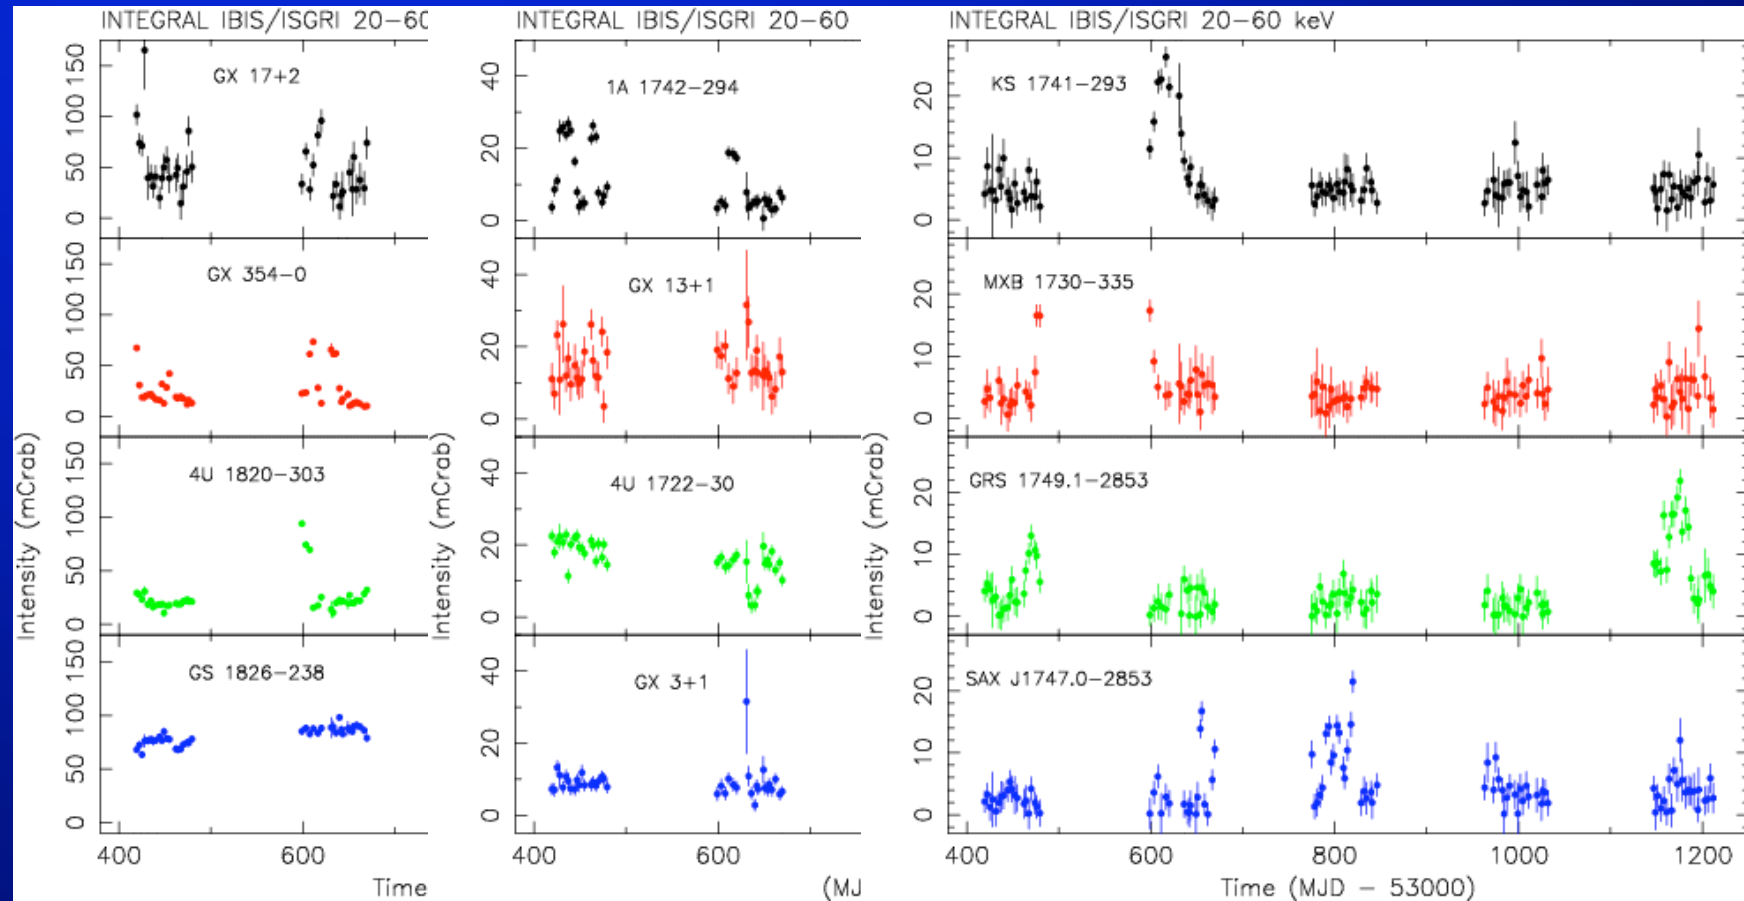 INTEGRAL IBIS/ISGRI 20−60
GX 17+2
150
100
50
0
GX 354−0
150
100
50
0
4U 1820−303
150
100
50
0
GS 1826−238
150
100
50
0
400
600
Intensity (mCrab)
Time
INTEGRAL IBIS/ISGRI 20−60
1A 1742−294
40
20
0
GX 13+1
40
20
0
4U 1722−30
40
20
0
GX 3+1
40
20
0
400
600
Intensity (mCrab)
(MJ
INTEGRAL IBIS/ISGRI 20−60 keV
KS 1741−293
20
10
0
MXB 1730−335
20
10
0
GRS 1749.1−2853
20
10
0
SAX J1747.0−2853
20
10
0
400
600
800
1000
1200
Intensity (mCrab)
Time (MJD − 53000)